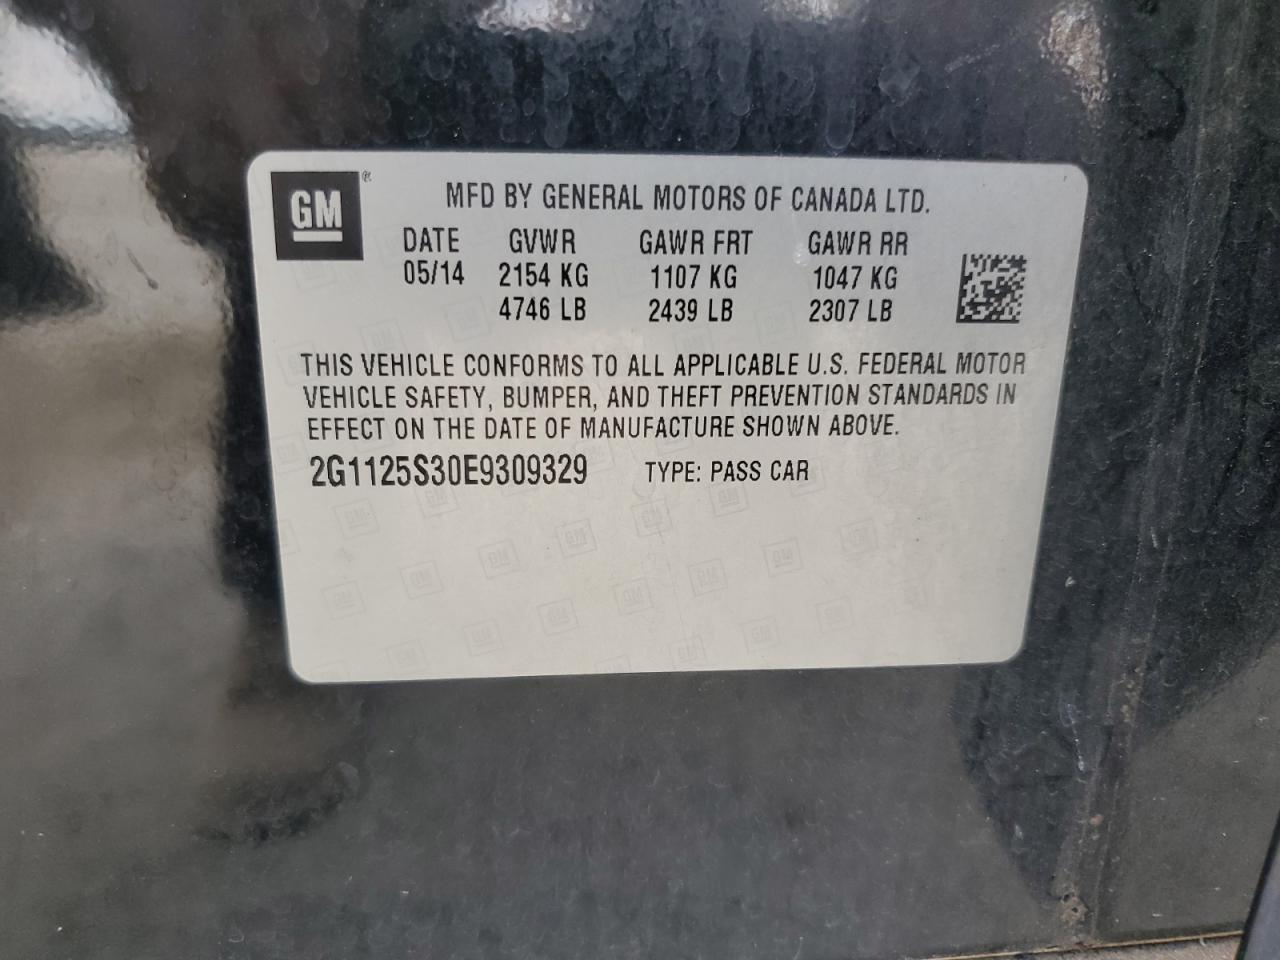 GM ®
MFD BY GENERAL MOTORS OF CANADA LTD.
DATE GVWR GAWR FRT GAWR RR
05/14 2154 KG 1107 KG 1047 KG
4746 LB 2439 LB 2307 LB
THIS VEHICLE CONFORMS TO ALL APPLICABLE U.S. FEDERAL MOTOR
VEHICLE SAFETY, BUMPER, AND THEFT PREVENTION STANDARDS IN
EFFECT ON THE DATE OF MANUFACTURE SHOWN ABOVE.
2G1125S30E9309329 TYPE: PASS CAR